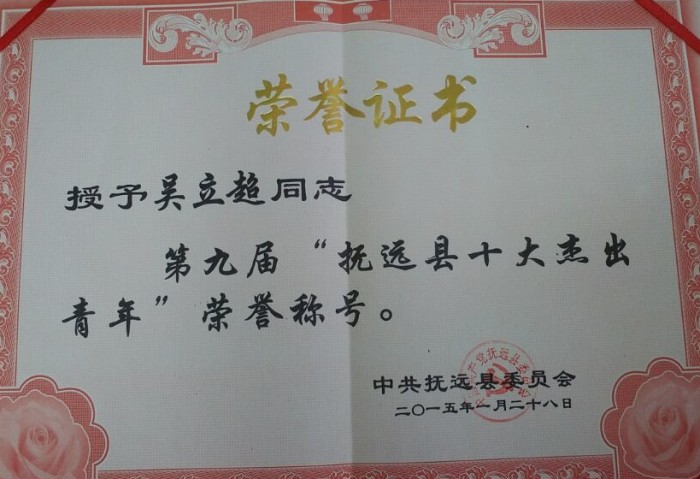 荣誉证书
授予吴立超同志
第九届“抚远县十大杰出
青年”荣誉称号。
中共抚远县委员会
二〇一五年一月二十八日